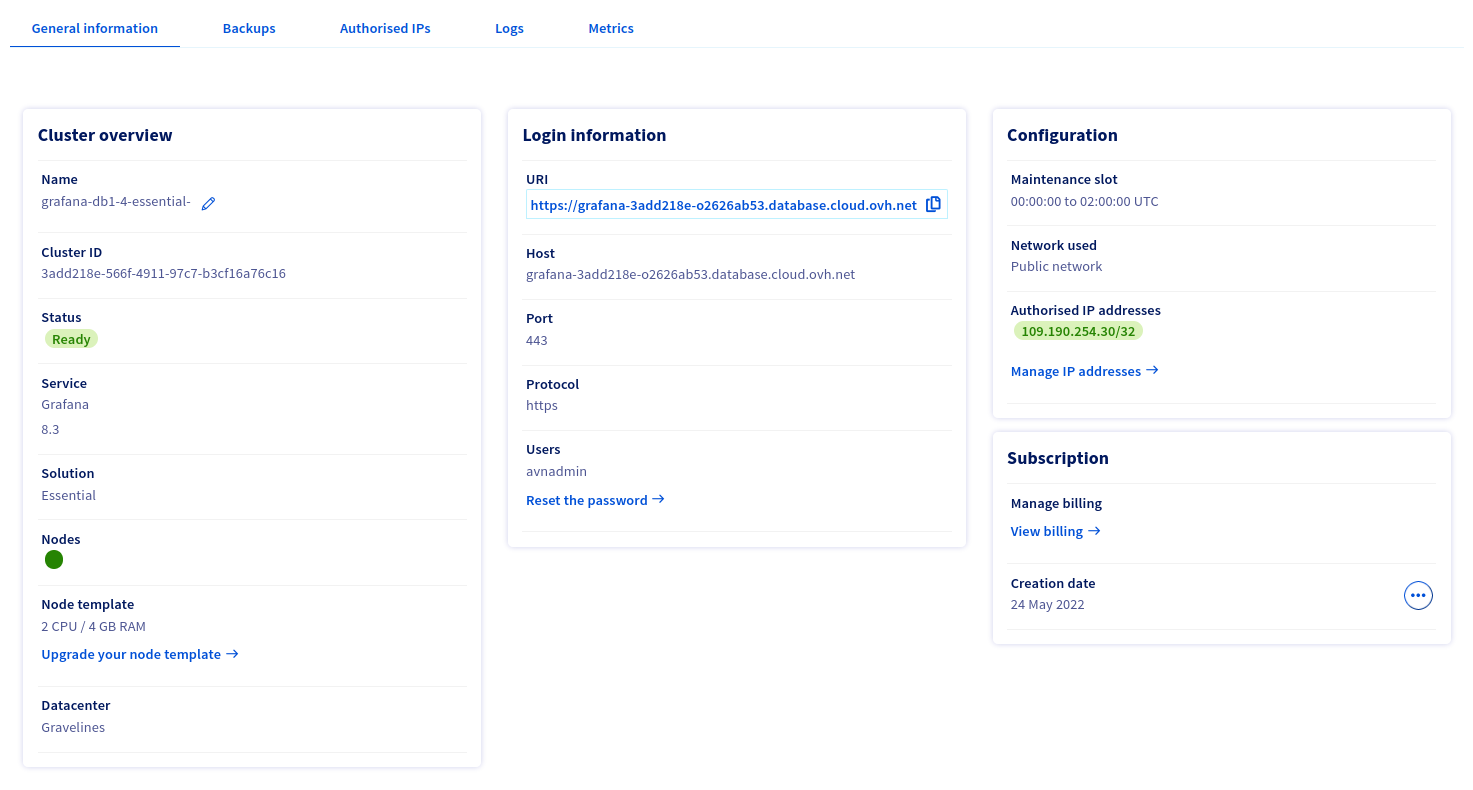 General information
Backups
Authorised IPs
Logs
Metrics
Cluster overview
Name
grafana-db1-4-essential-
Cluster ID
3add218e-566f-4911-97c7-b3cf16a76c16
Status
Ready
Service
Grafana
8.3
Solution
Essential
Nodes
Node template
2 CPU / 4 GB RAM
Upgrade your node template →
Datacenter
Gravelines
Login information
URI
https://grafana-3add218e-o2626ab53.database.cloud.ovh.net
Host
grafana-3add218e-o2626ab53.database.cloud.ovh.net
Port
443
Protocol
https
Users
avnadmin
Reset the password →
Configuration
Maintenance slot
00:00:00 to 02:00:00 UTC
Network used
Public network
Authorised IP addresses
109.190.254.30/32
Manage IP addresses →
Subscription
Manage billing
View billing →
Creation date
24 May 2022